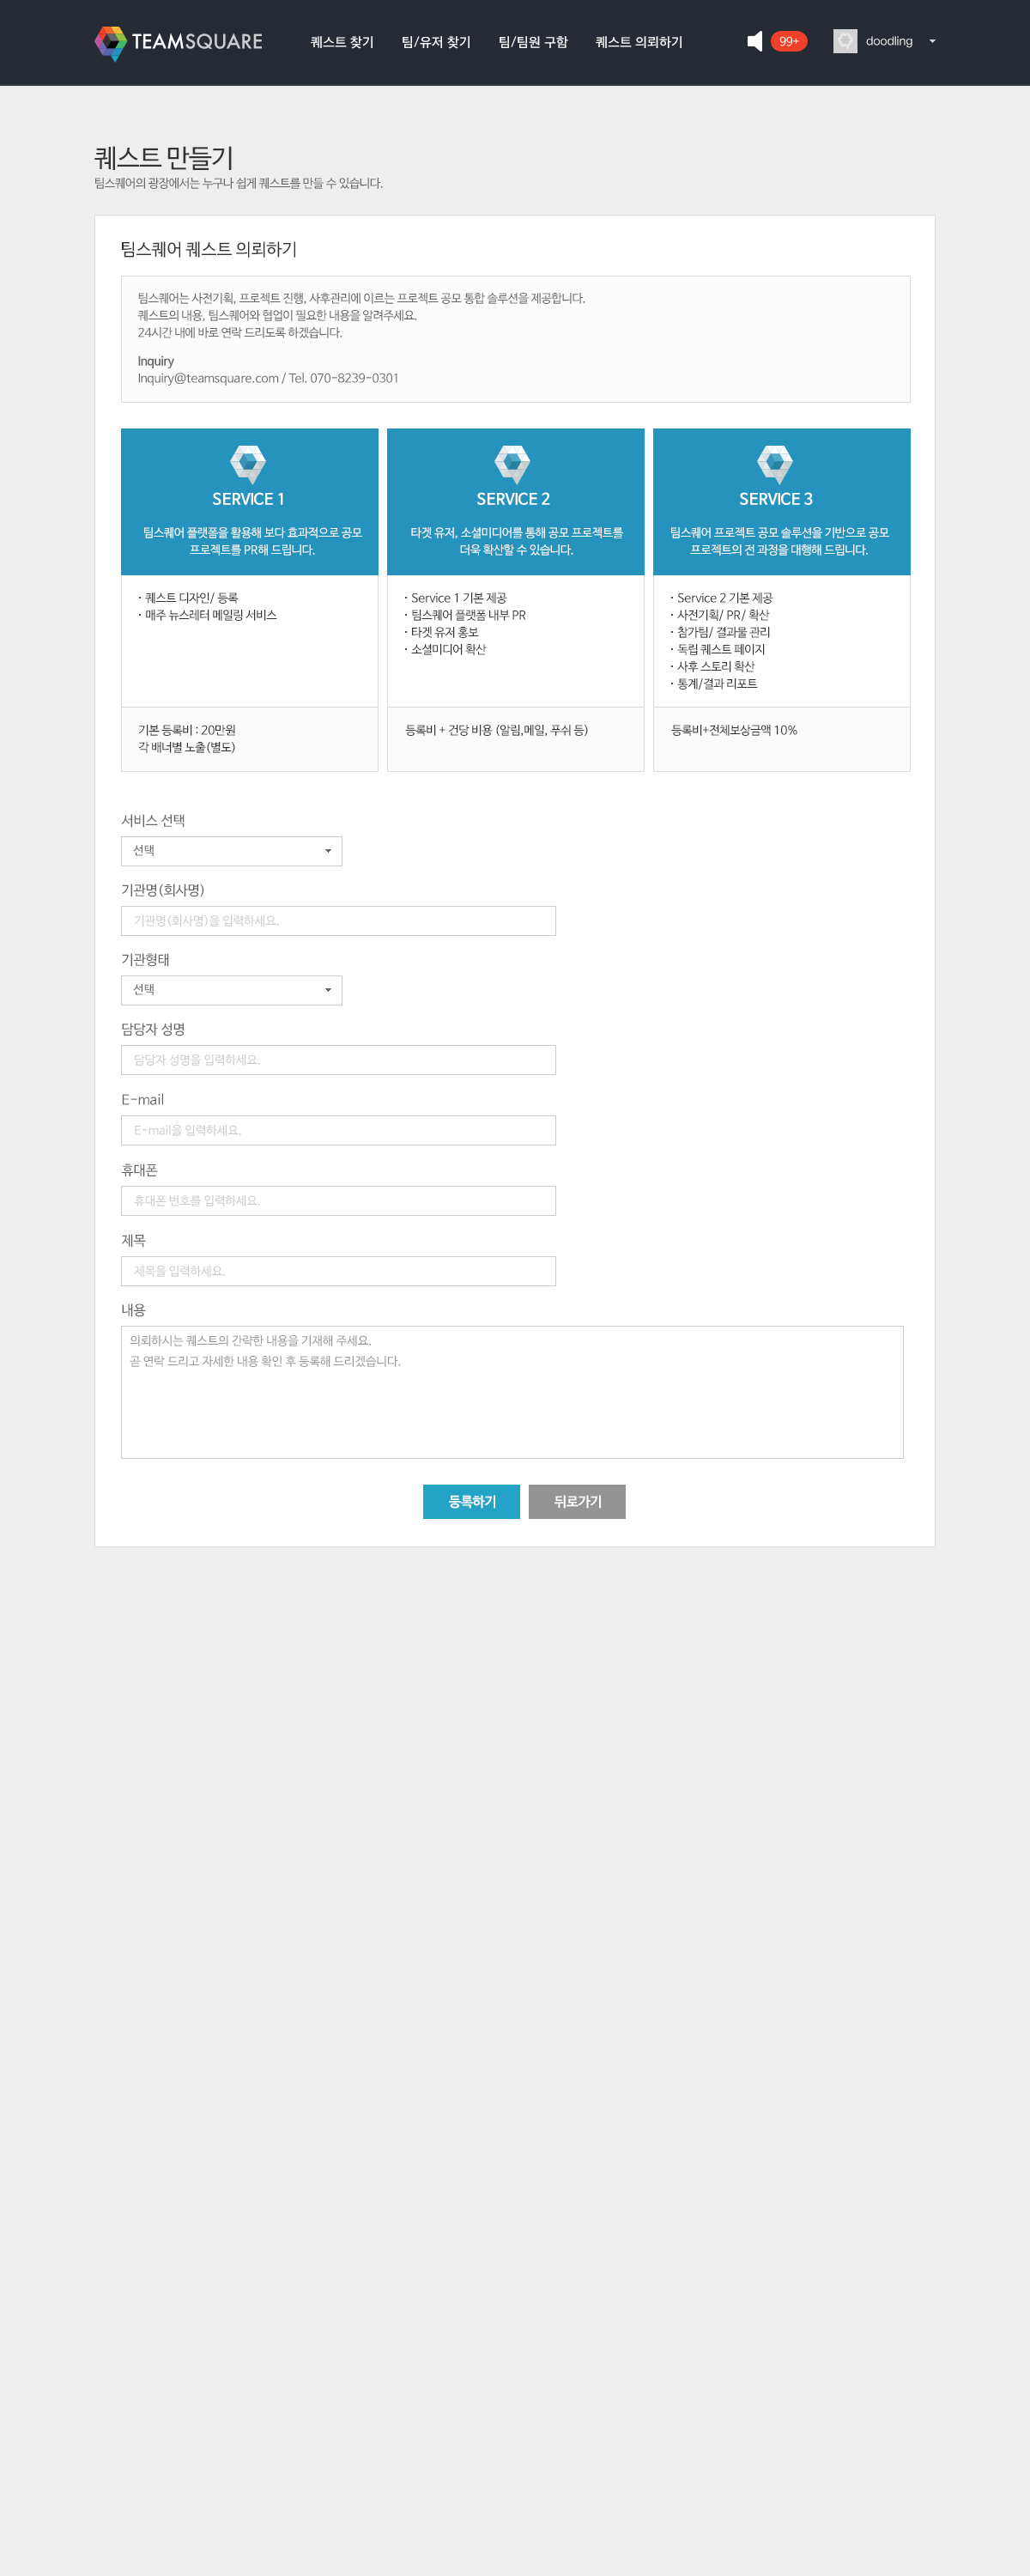 TEAMSQUARE 퀘스트 찾기 팀/유저 찾기 팀/팀원 구함 퀘스트 의뢰하기 99+ doodling
퀘스트 만들기
팀스퀘어의 광장에서는 누구나 쉽게 퀘스트를 만들 수 있습니다.
팀스퀘어 퀘스트 의뢰하기
팀스퀘어는 사전기획, 프로젝트 진행, 사후관리에 이르는 프로젝트 공모 통합 솔루션을 제공합니다.
퀘스트의 내용, 팀스퀘어와 협업이 필요한 내용을 알려주세요.
24시간 내에 바로 연락 드리도록 하겠습니다.
Inquiry
Inquiry@teamsquare.com / Tel. 070-8239-0301
SERVICE 1
팀스퀘어 플랫폼을 활용해 보다 효과적으로 공모
프로젝트를 PR해 드립니다.
· 퀘스트 디자인/ 등록
· 매주 뉴스레터 메일링 서비스
기본 등록비 : 20만원
각 배너별 노출(별도)
SERVICE 2
타겟 유저, 소셜미디어를 통해 공모 프로젝트를
더욱 확산할 수 있습니다.
· Service 1 기본 제공
· 팀스퀘어 플랫폼 내부 PR
· 타겟 유저 홍보
· 소셜미디어 확산
등록비 + 건당 비용 (알림,메일, 푸쉬 등)
SERVICE 3
팀스퀘어 프로젝트 공모 솔루션을 기반으로 공모
프로젝트의 전 과정을 대행해 드립니다.
· Service 2 기본 제공
· 사전기획/ PR/ 확산
· 참가팀/ 결과물 관리
· 독립 퀘스트 페이지
· 사후 스토리 확산
· 통계/결과 리포트
등록비+전체보상금액 10%
서비스 선택
선택
기관명(회사명)
기관명(회사명)을 입력하세요.
기관형태
선택
담당자 성명
담당자 성명을 입력하세요.
E-mail
E-mail을 입력하세요.
휴대폰
휴대폰 번호를 입력하세요.
제목
제목을 입력하세요.
내용
의뢰하시는 퀘스트의 간략한 내용을 기재해 주세요.
곧 연락 드리고 자세한 내용 확인 후 등록해 드리겠습니다.
등록하기 뒤로가기